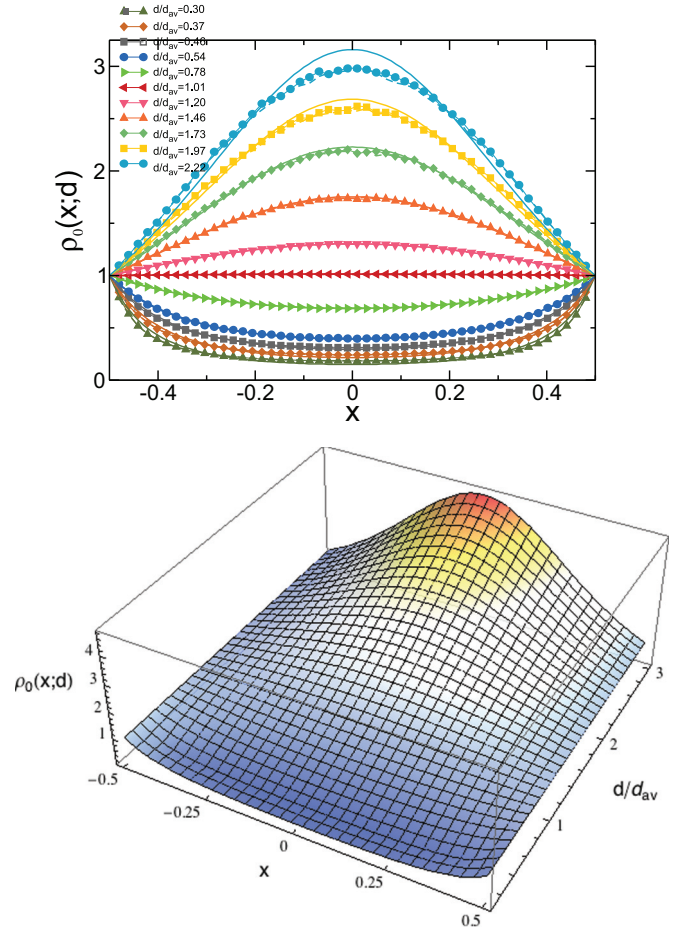 d/dav=0.30
d/dav=0.37
d/dav=0.46
d/dav=0.54
d/dav=0.78
d/dav=1.01
d/dav=1.20
d/dav=1.46
d/dav=1.73
d/dav=1.97
d/dav=2.22
3
2
1
0
ρ0(x;d)
-0.4 -0.2 0 0.2 0.4
x
4
3
2
1
ρ0(x;d)
−0.5
−0.25
0
0.25
0.5
x
1
2
3
d/dav